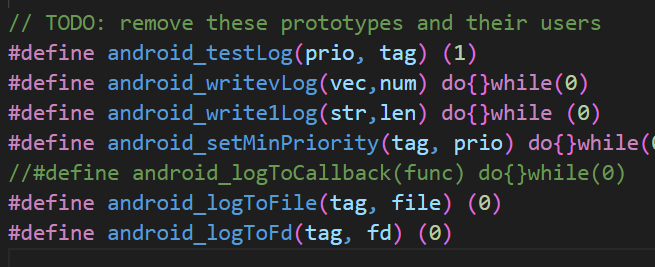 // TODO: remove these prototypes and their users
#define android_testLog(prio, tag) (1)
#define android_writevLog(vec,num) do{}while(0)
#define android_write1Log(str,len) do{}while (0)
#define android_setMinPriority(tag, prio) do{}while(
//#define android_logToCallback(func) do{}while(0)
#define android_logToFile(tag, file) (0)
#define android_logToFd(tag, fd) (0)